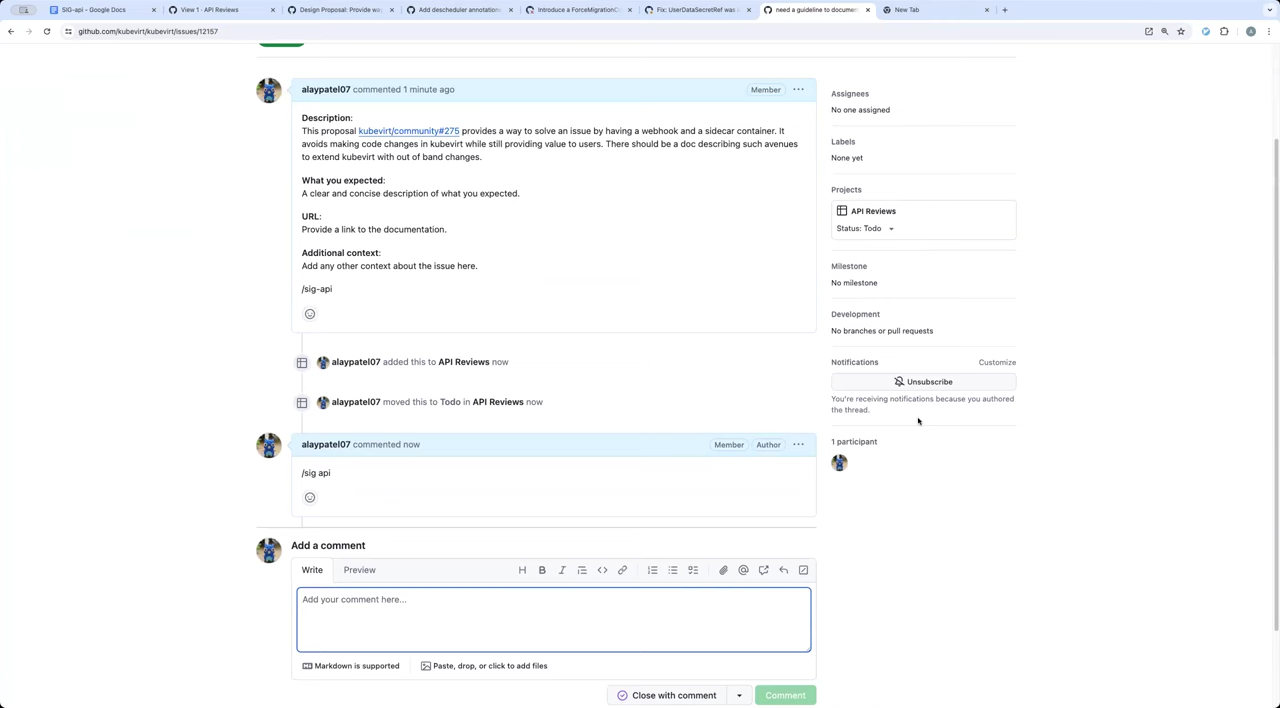 SIG-api - Google Docs
View 1 · API Reviews
Design Proposal: Provide way
Add descheduler annotations
Introduce a ForceMigrationCh
Fix: UserDataSecretRef was
need a guideline to documen
New Tab
github.com/kubevirt/kubevirt/issues/12157
alaypatel07 commented 1 minute ago
Member
Description:
This proposal kubevirt/community#275 provides a way to solve an issue by having a webhook and a sidecar container. It
avoids making code changes in kubevirt while still providing value to users. There should be a doc describing such avenues
to extend kubevirt with out of band changes.
What you expected:
A clear and concise description of what you expected.
URL:
Provide a link to the documentation.
Additional context:
Add any other context about the issue here.
/sig-api
alaypatel07 added this to API Reviews now
alaypatel07 moved this to Todo in API Reviews now
alaypatel07 commented now
Member
Author
/sig api
Add a comment
Write
Preview
Add your comment here...
Markdown is supported
Paste, drop, or click to add files
Close with comment
Comment
Assignees
No one assigned
Labels
None yet
Projects
API Reviews
Status: Todo
Milestone
No milestone
Development
No branches or pull requests
Notifications
Customize
Unsubscribe
You're receiving notifications because you authored
the thread.
1 participant